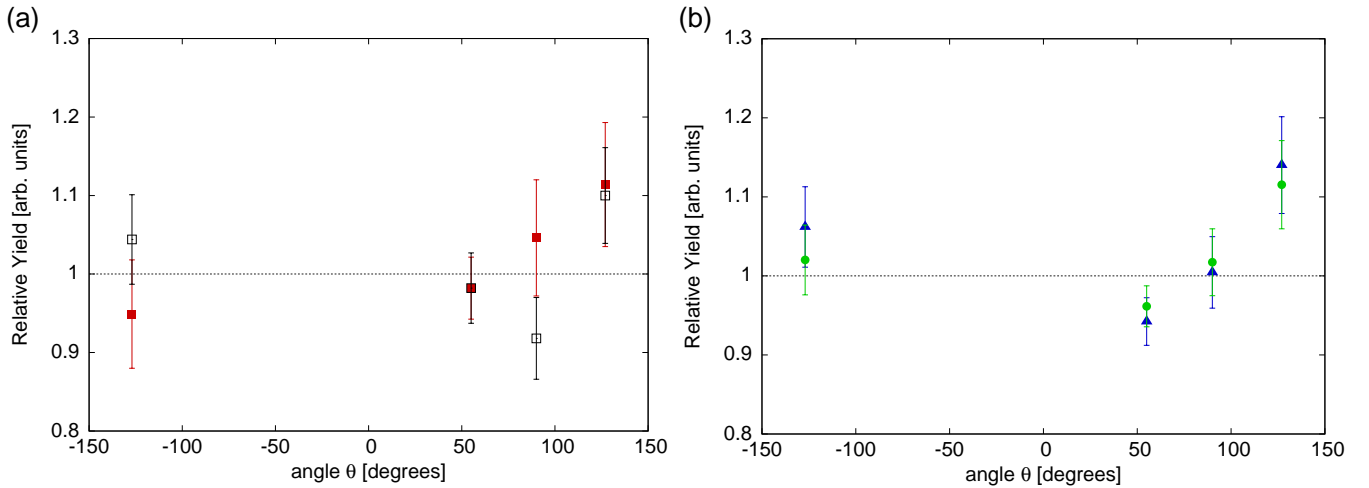 (a)
1.3
1.2
1.1
1
0.9
0.8
-150 -100 -50 0 50 100 150
Relative Yield [arb. units]
angle θ [degrees]
(b)
1.3
1.2
1.1
1
0.9
0.8
-150 -100 -50 0 50 100 150
Relative Yield [arb. units]
angle θ [degrees]